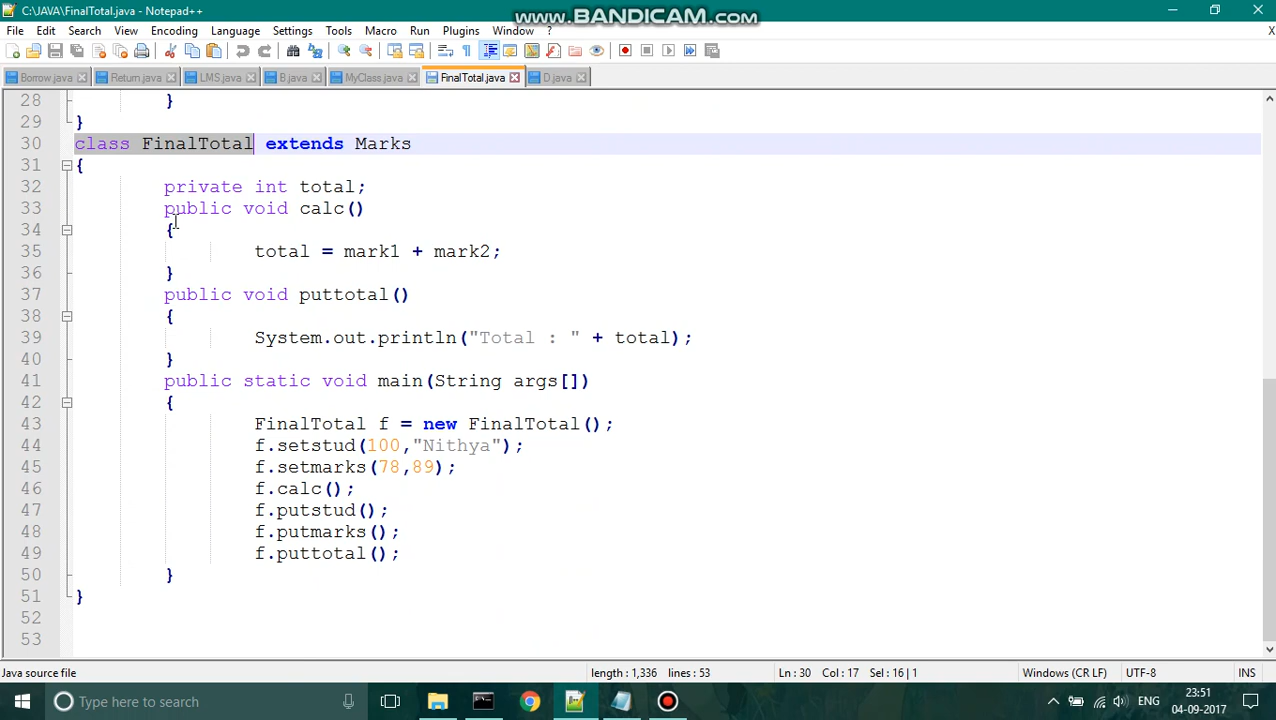 C:\JAVA\FinalTotal.java - Notepad++
www.BANDICAM.com
File Edit Search View Encoding Language Settings Tools Macro Run Plugins Window ? X
Borrow.java Return.java LMS.java B.java MyClass.java FinalTotal.java D.java
28 }
29 }
30 class FinalTotal extends Marks
31 {
32 private int total;
33 public void calc()
34 {
35 total = mark1 + mark2;
36 }
37 public void puttotal()
38 {
39 System.out.println("Total : " + total);
40 }
41 public static void main(String args[])
42 {
43 FinalTotal f = new FinalTotal();
44 f.setstud(100,"Nithya");
45 f.setmarks(78,89);
46 f.calc();
47 f.putstud();
48 f.putmarks();
49 f.puttotal();
50 }
51 }
52
53
Java source file length : 1,336 lines : 53 Ln : 30 Col : 17 Sel : 16 | 1 Windows (CR LF) UTF-8 INS
Type here to search ENG 23:51
04-09-2017